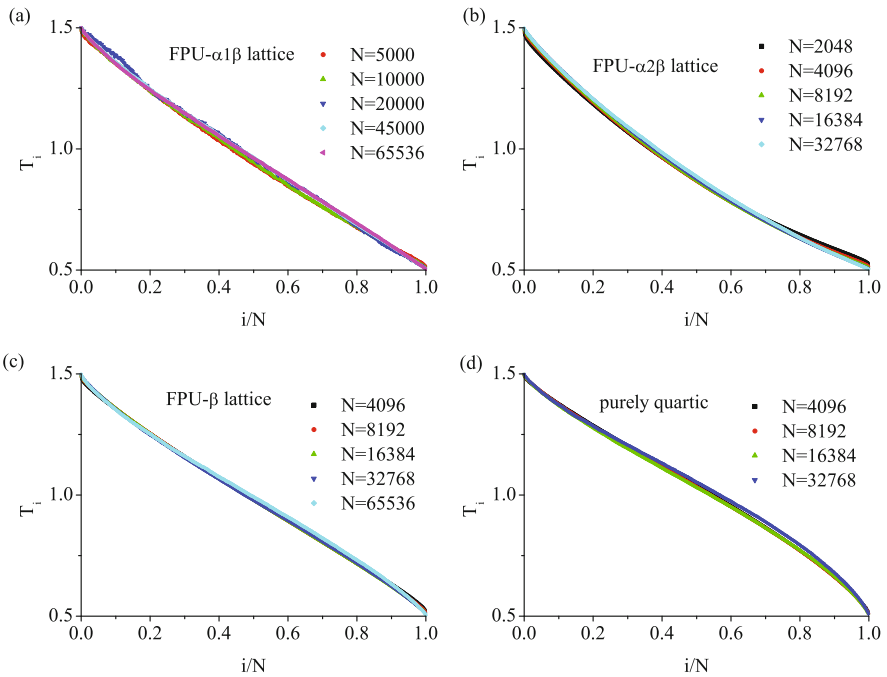 (a)
FPU-α1β lattice
N=5000
N=10000
N=20000
N=45000
N=65536
1.5
1.0
0.5
T_i
0.0 0.2 0.4 0.6 0.8 1.0
i/N
(b)
FPU-α2β lattice
N=2048
N=4096
N=8192
N=16384
N=32768
1.5
1.0
0.5
T_i
0.0 0.2 0.4 0.6 0.8 1.0
i/N
(c)
FPU-β lattice
N=4096
N=8192
N=16384
N=32768
N=65536
1.5
1.0
0.5
T_i
0.0 0.2 0.4 0.6 0.8 1.0
i/N
(d)
purely quartic
N=4096
N=8192
N=16384
N=32768
1.5
1.0
0.5
T_i
0.0 0.2 0.4 0.6 0.8 1.0
i/N